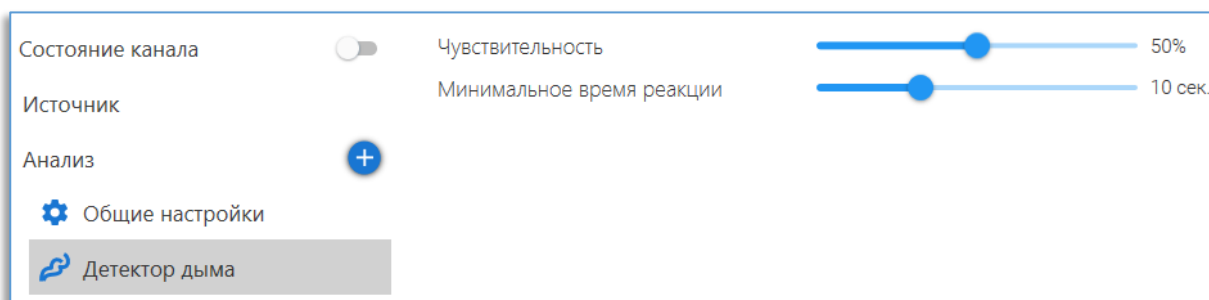 Состояние канала
Источник
Анализ
Общие настройки
Детектор дыма
Чувствительность 50%
Минимальное время реакции 10 сек.